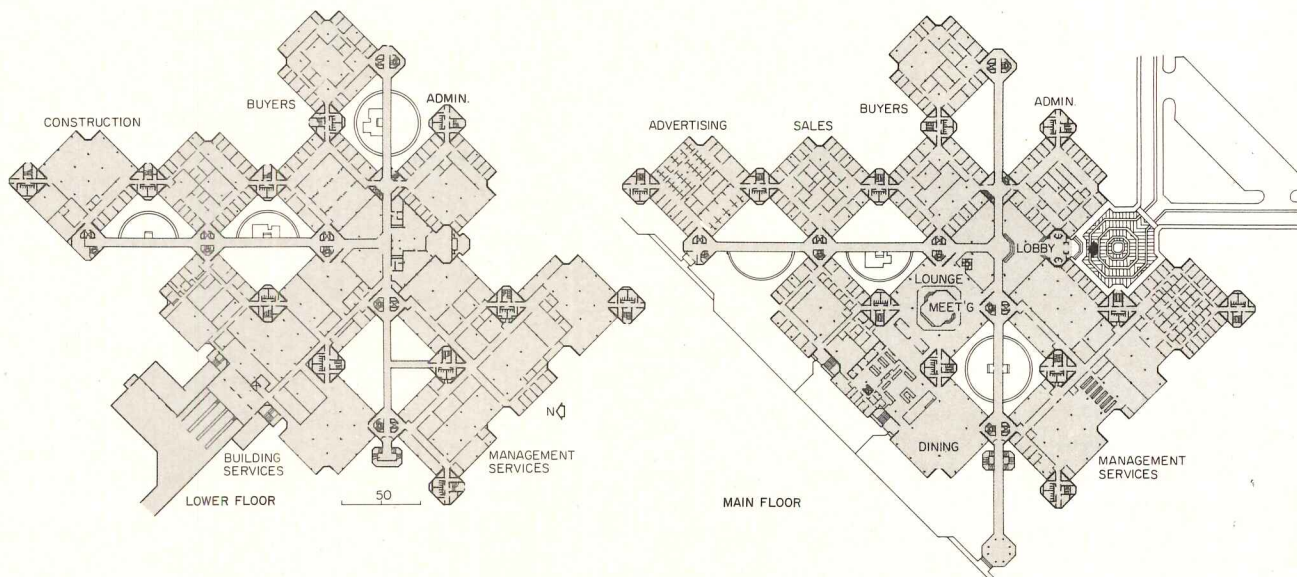 BUYERS
ADMIN.
CONSTRUCTION
N
BUILDING
SERVICES
MANAGEMENT
SERVICES
LOWER FLOOR
50
BUYERS
ADMIN.
ADVERTISING
SALES
LOBBY
LOUNGE
MEET'G
DINING
MANAGEMENT
SERVICES
MAIN FLOOR